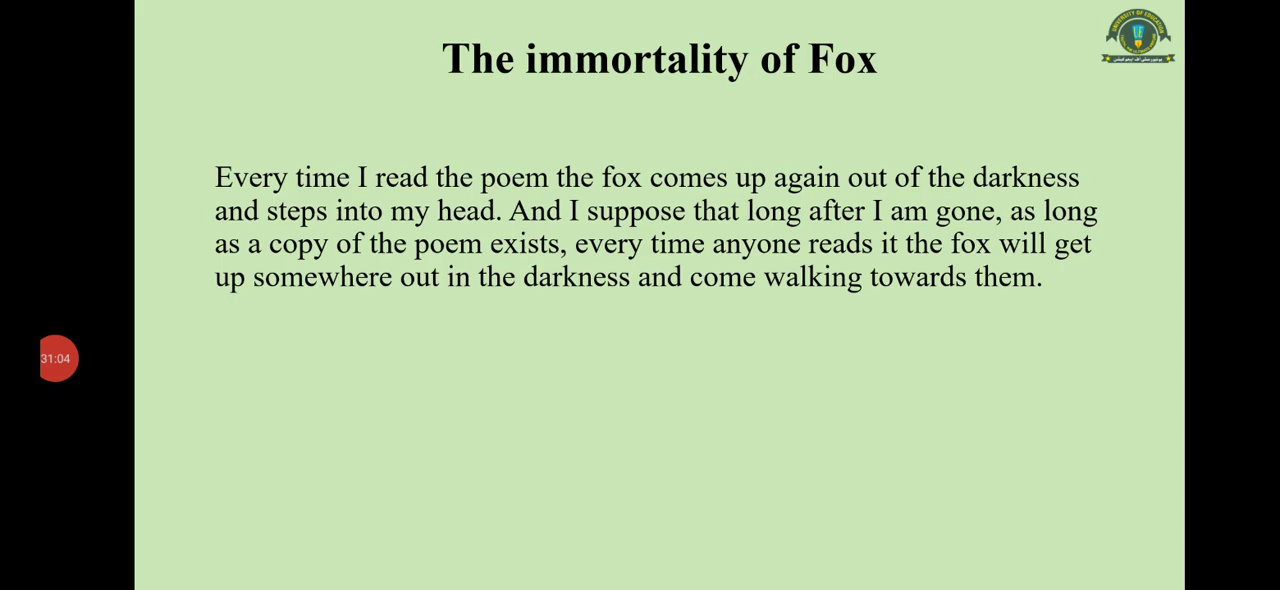 The immortality of Fox
UNIVERSITY OF EDUCATION
Every time I read the poem the fox comes up again out of the darkness
and steps into my head. And I suppose that long after I am gone, as long
as a copy of the poem exists, every time anyone reads it the fox will get
up somewhere out in the darkness and come walking towards them.
31:04